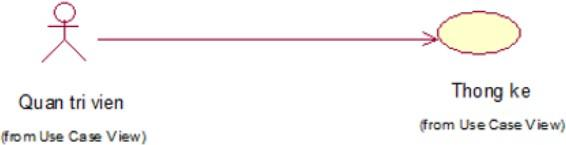 Quan tri vien
(from Use Case View)
Thong ke
(from Use Case View)